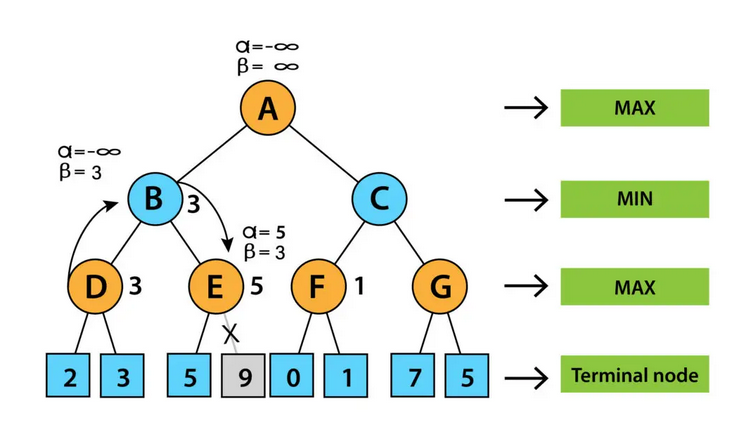 α=-∞
β= ∞
A
MAX
α=-∞
β= 3
B
3
C
MIN
α= 5
β= 3
D
3
E
5
F
1
G
MAX
X
2
3
5
9
0
1
7
5
Terminal node